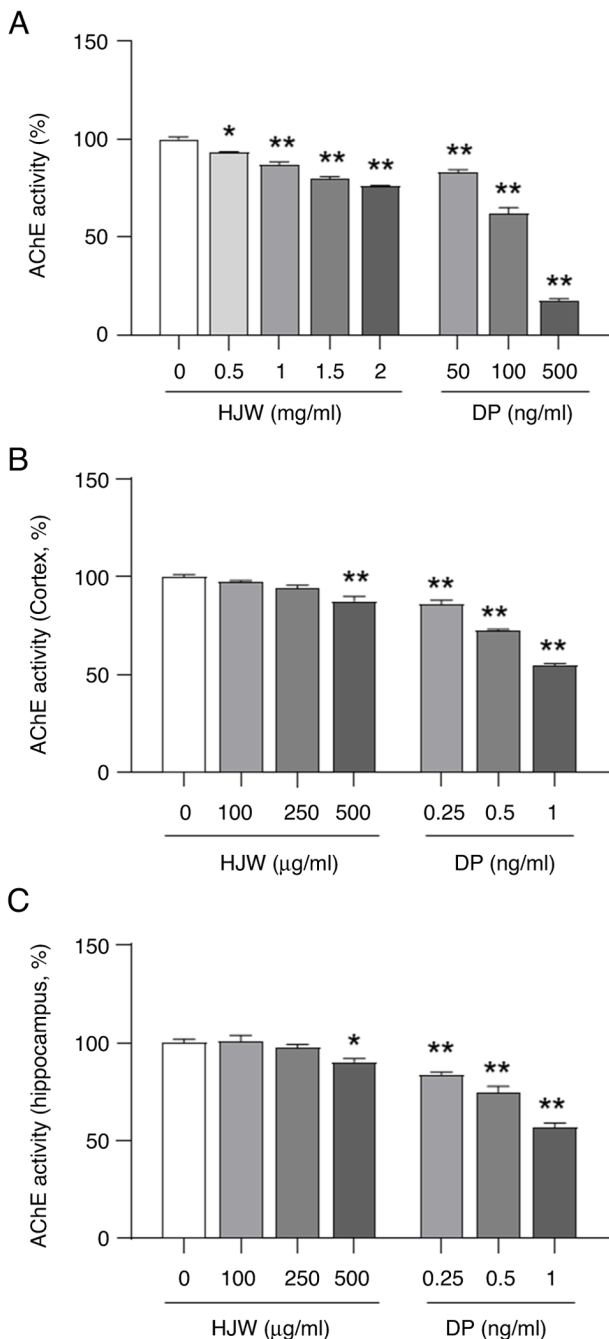 A
AChE activity (%)
150
100
50
0
*
**
**
**
**
**
**
0 0.5 1 1.5 2 50 100 500
HJW (mg/ml) DP (ng/ml)
B
AChE activity (Cortex, %)
150
100
50
0
**
**
**
**
0 100 250 500 0.25 0.5 1
HJW (μg/ml) DP (ng/ml)
C
AChE activity (hippocampus, %)
150
100
50
0
*
**
**
**
0 100 250 500 0.25 0.5 1
HJW (μg/ml) DP (ng/ml)